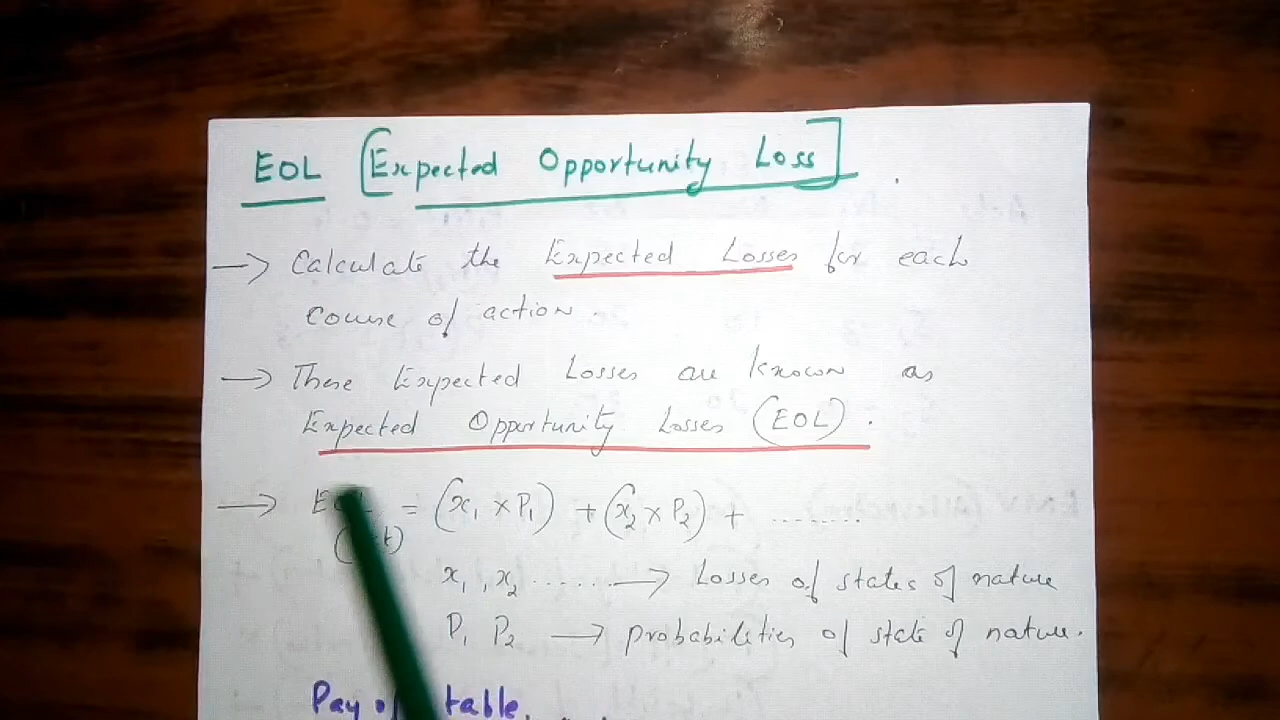 EOL [Expected Opportunity Loss]
→ Calculate the Expected Losses for each
course of action.
→ These Expected Losses are known as
Expected Opportunity Losses (EOL).
→ = (x₁ × P₁) + (x₂ × P₂) + ........
x₁, x₂ ......→ Losses of states of nature
P₁ P₂ → probabilities of state of nature.
Pay table.